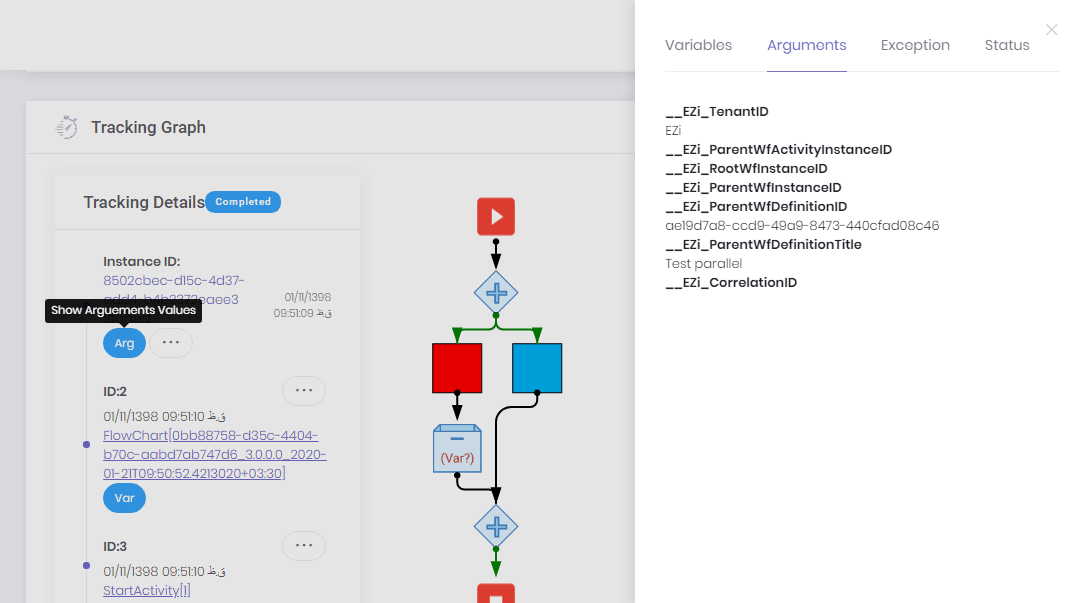 Variables Arguments Exception Status
__EZi_TenantID
EZi
__EZi_ParentWfActivityInstanceID
__EZi_RootWfInstanceID
__EZi_ParentWfInstanceID
__EZi_ParentWfDefinitionID
ae19d7a8-ccd9-49a9-8473-440cfad08c46
__EZi_ParentWfDefinitionTitle
Test parallel
__EZi_CorrelationID
Tracking Graph
Tracking Details Completed
Instance ID:
8502cbec-d15c-4d37-
add4-b4b2372eaee3
01/11/1398
09:51:09 ق.ظ
Show Arguements Values
Arg ...
ID:2 ...
01/11/1398 09:51:10 ق.ظ
FlowChart[0bb88758-d35c-4404-
b70c-aabd7ab747d6_3.0.0.0_2020-
01-21T09:50:52.4213020+03:30]
Var
ID:3 ...
01/11/1398 09:51:10 ق.ظ
StartActivity[1]
(Var?)